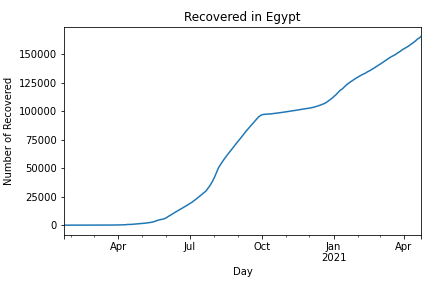 Recovered in Egypt
Number of Recovered
150000
125000
100000
75000
50000
25000
0
Apr Jul Oct Jan Apr
2021
Day